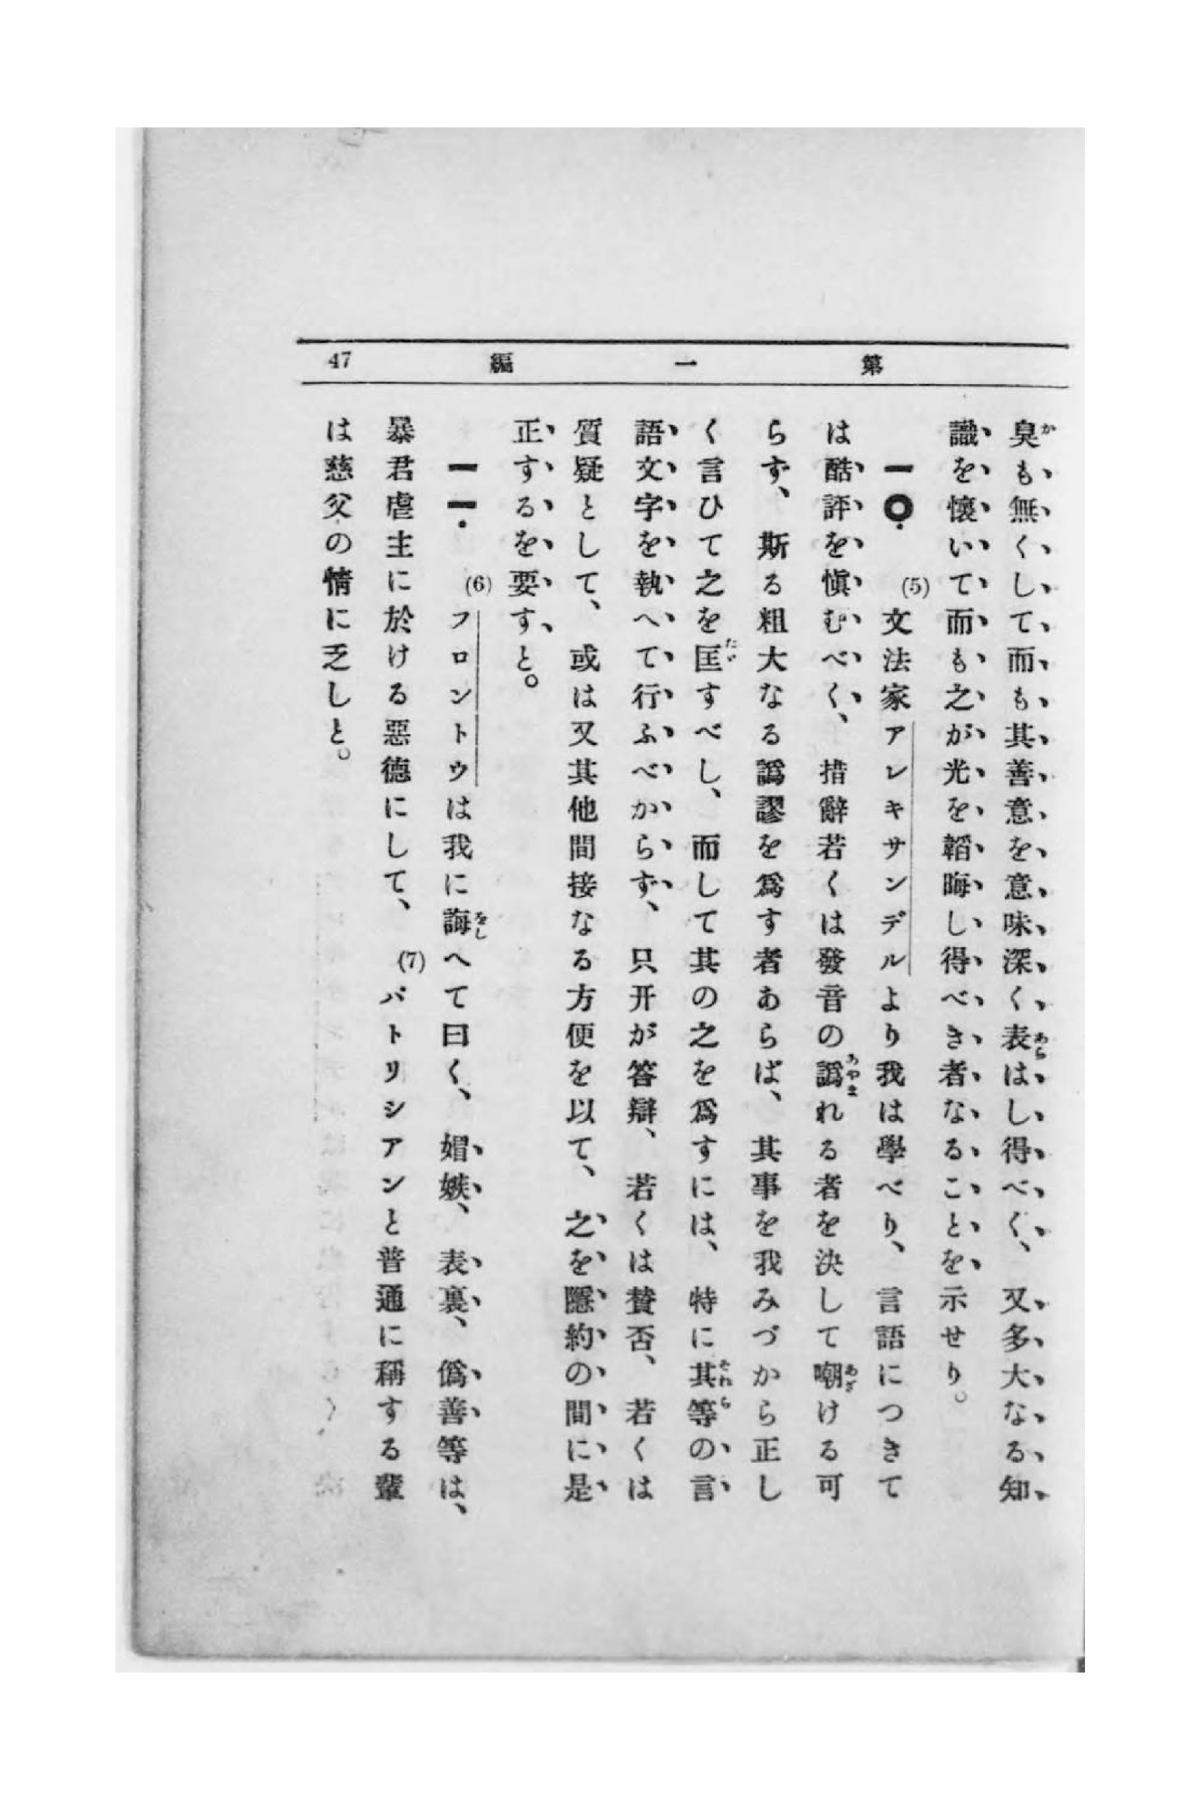 第一編 47
臭も無くして而も其善意を意味深く表はし得べく、又多大なる知
識を懷いて而も之が光を韜晦し得べき者なることを示せり。
一〇. (5)文法家アレキサンデルより我は學べり、言語につきて
は酷評を愼むべく、措辭若くは發音の譌れる者を決して嘲ける可
らず、斯る粗大なる譌謬を爲す者あらば、其事を我みづから正し
く言ひて之を匡すべし、而して其の之を爲すには、特に其等の言
語文字を執へて行ふべからず、只开が答辯、若くは賛否、若くは
質疑として、或は又其他間接なる方便を以て、之を隱約の間に是
正するを要すと。
一一. (6)フロントウは我に誨へて曰く、媢嫉、表裏、僞善等は、
暴君虐主に於ける惡德にして、(7)パトリシアンと普通に稱する輩
は慈父の情に乏しと。